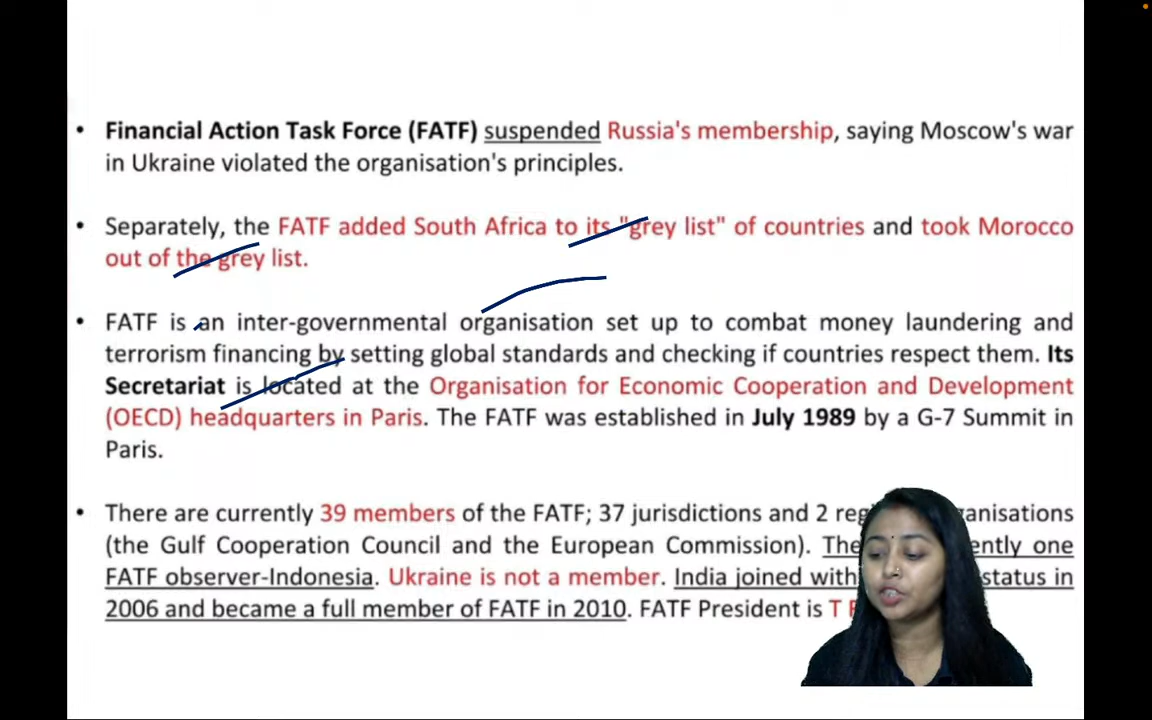 • Financial Action Task Force (FATF) suspended Russia's membership, saying Moscow's war
in Ukraine violated the organisation's principles.
• Separately, the FATF added South Africa to its "grey list" of countries and took Morocco
out of the grey list.
• FATF is an inter-governmental organisation set up to combat money laundering and
terrorism financing by setting global standards and checking if countries respect them. Its
Secretariat is located at the Organisation for Economic Cooperation and Development
(OECD) headquarters in Paris. The FATF was established in July 1989 by a G-7 Summit in
Paris.
• There are currently 39 members of the FATF; 37 jurisdictions and 2
(the Gulf Cooperation Council and the European Commission). one
FATF observer-Indonesia. Ukraine is not a member. India joined with status in
2006 and became a full member of FATF in 2010. FATF President is T